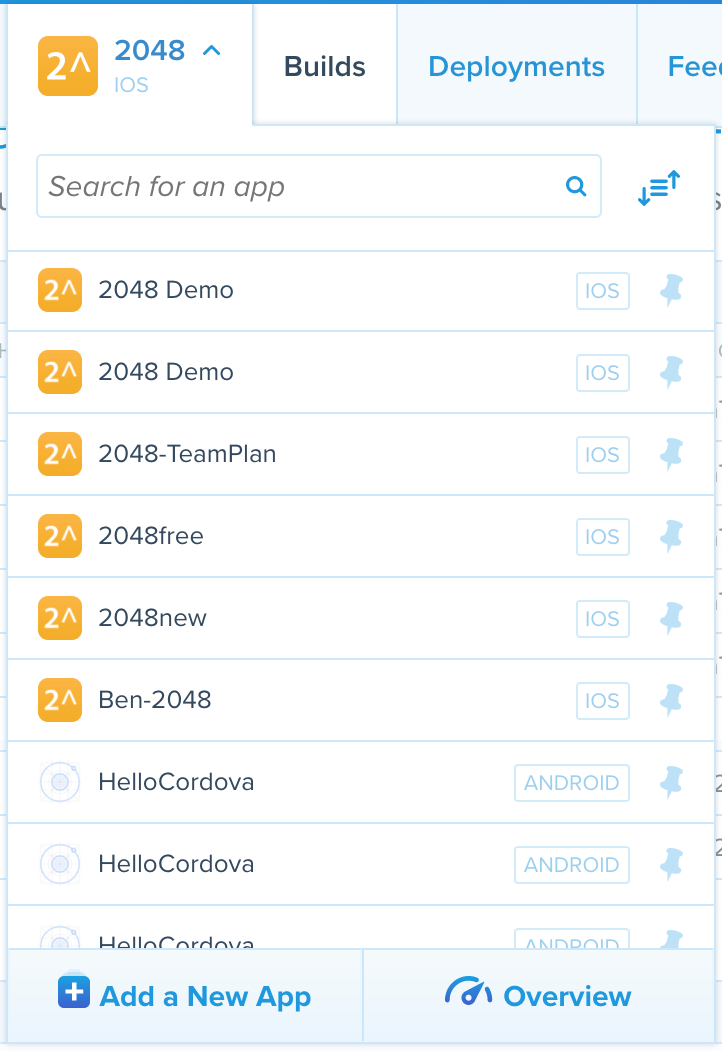 2^ 2048
IOS
Builds
Deployments
Feed
Search for an app
2^ 2048 Demo IOS
2^ 2048 Demo IOS
2^ 2048-TeamPlan IOS
2^ 2048free IOS
2^ 2048new IOS
2^ Ben-2048 IOS
HelloCordova ANDROID
HelloCordova ANDROID
HelloCordova ANDROID
Add a New App
Overview